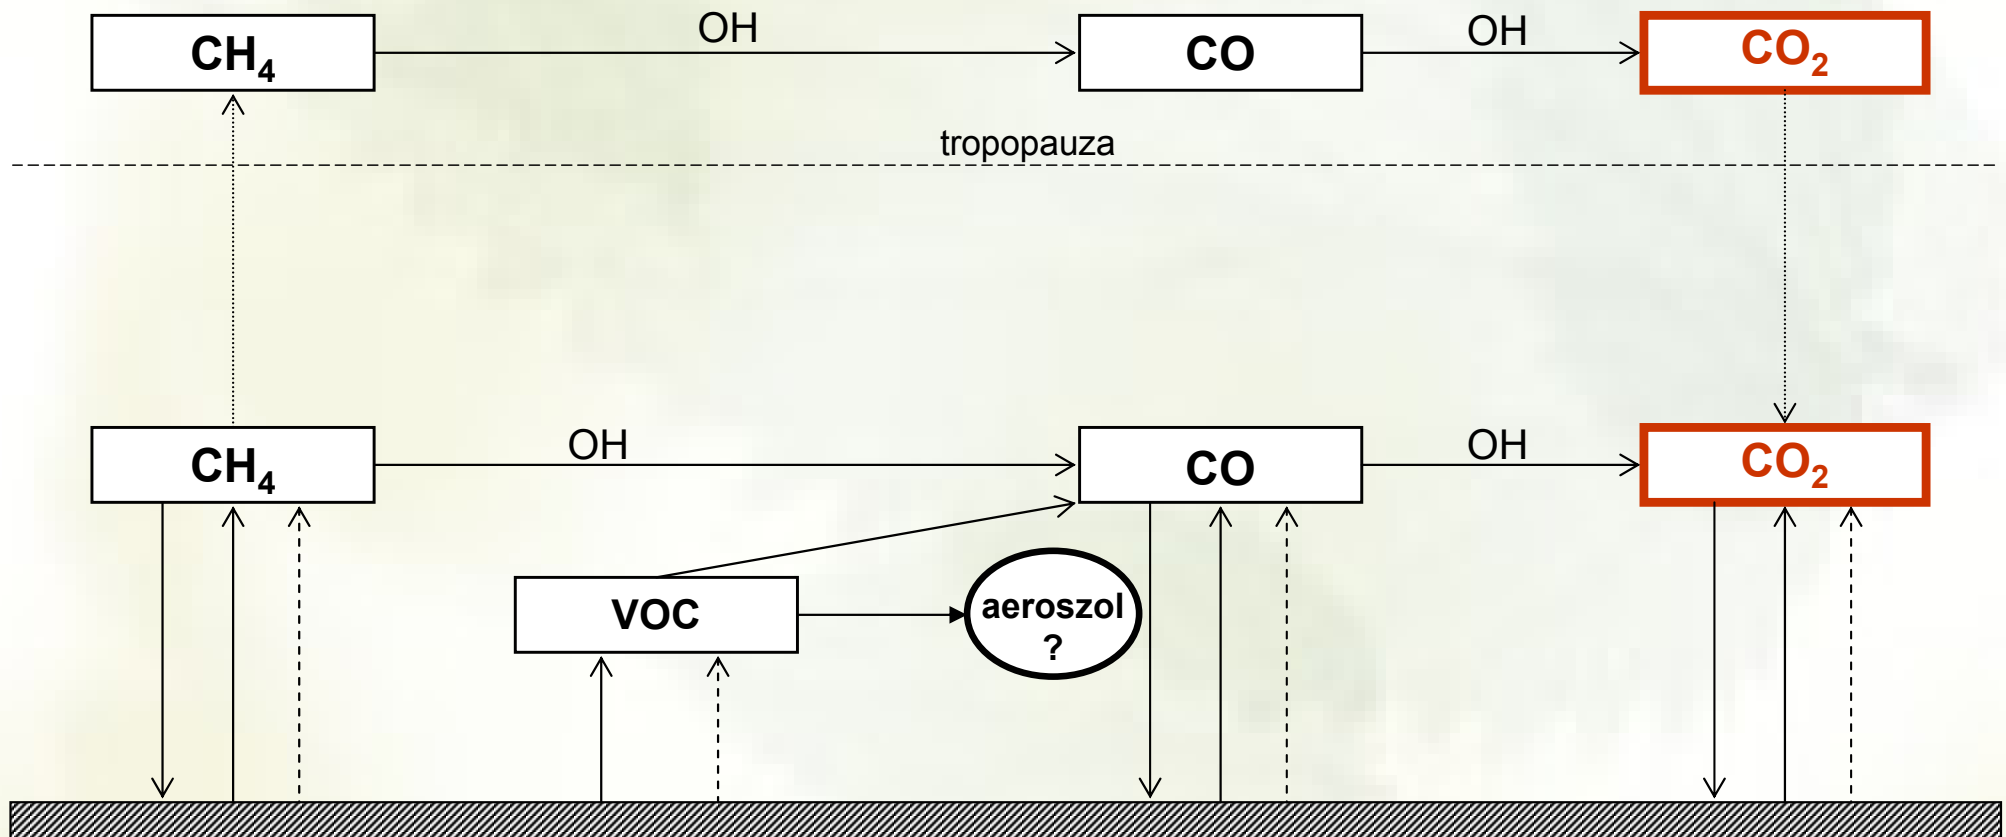 CH₄
OH
CO
OH
CO₂
tropopauza
CH₄
OH
CO
OH
CO₂
VOC
aeroszol
?